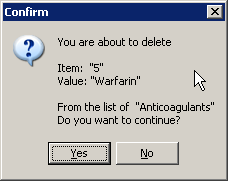 Confirm
You are about to delete
Item: "5"
Value: "Warfarin"
From the list of "Anticoagulants"
Do you want to continue?
Yes
No